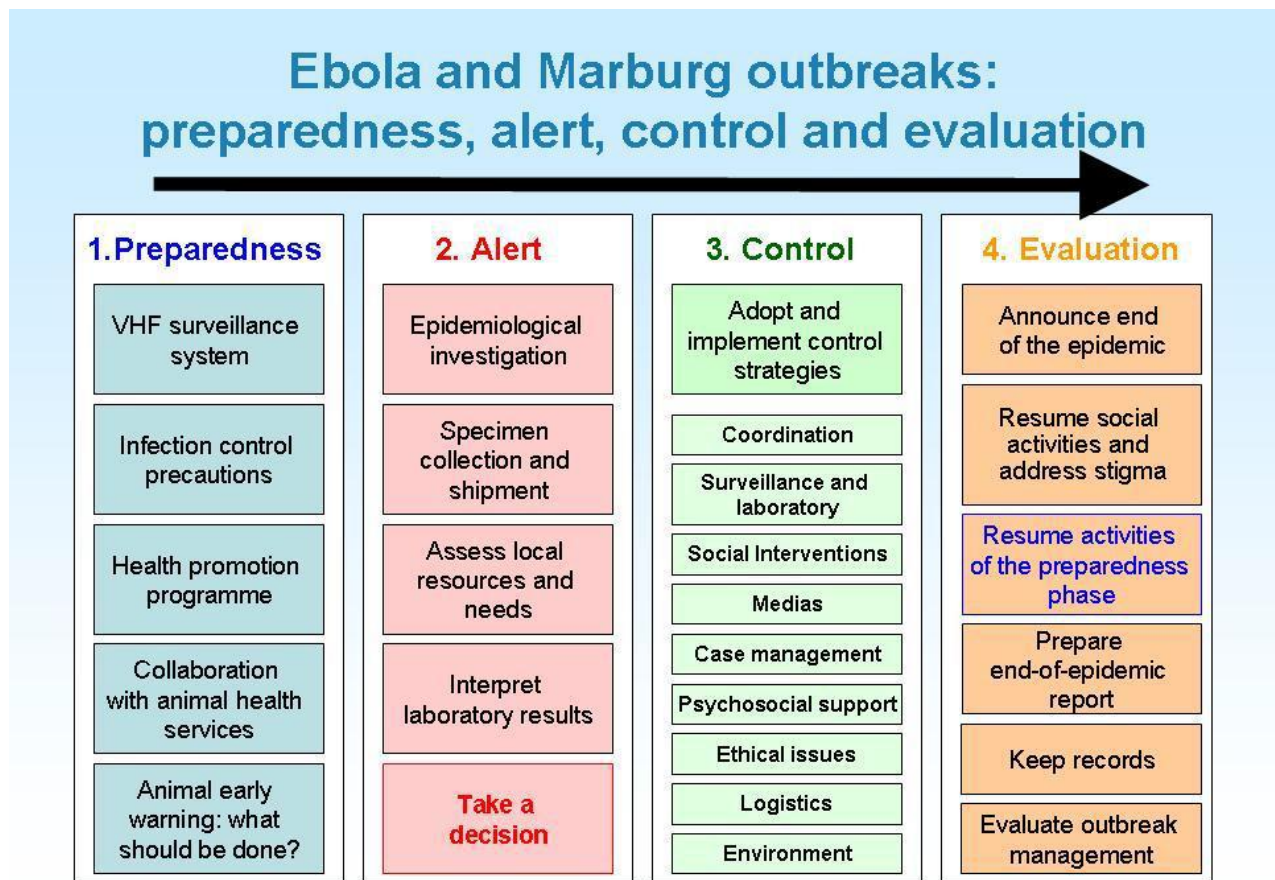 Ebola and Marburg outbreaks:
preparedness, alert, control and evaluation
1.Preparedness
VHF surveillance
system
Infection control
precautions
Health promotion
programme
Collaboration
with animal health
services
Animal early
warning: what
should be done?
2. Alert
Epidemiological
investigation
Specimen
collection and
shipment
Assess local
resources and
needs
Interpret
laboratory results
Take a
decision
3. Control
Adopt and
implement control
strategies
Coordination
Surveillance and
laboratory
Social Interventions
Medias
Case management
Psychosocial support
Ethical issues
Logistics
Environment
4. Evaluation
Announce end
of the epidemic
Resume social
activities and
address stigma
Resume activities
of the preparedness
phase
Prepare
end-of-epidemic
report
Keep records
Evaluate outbreak
management